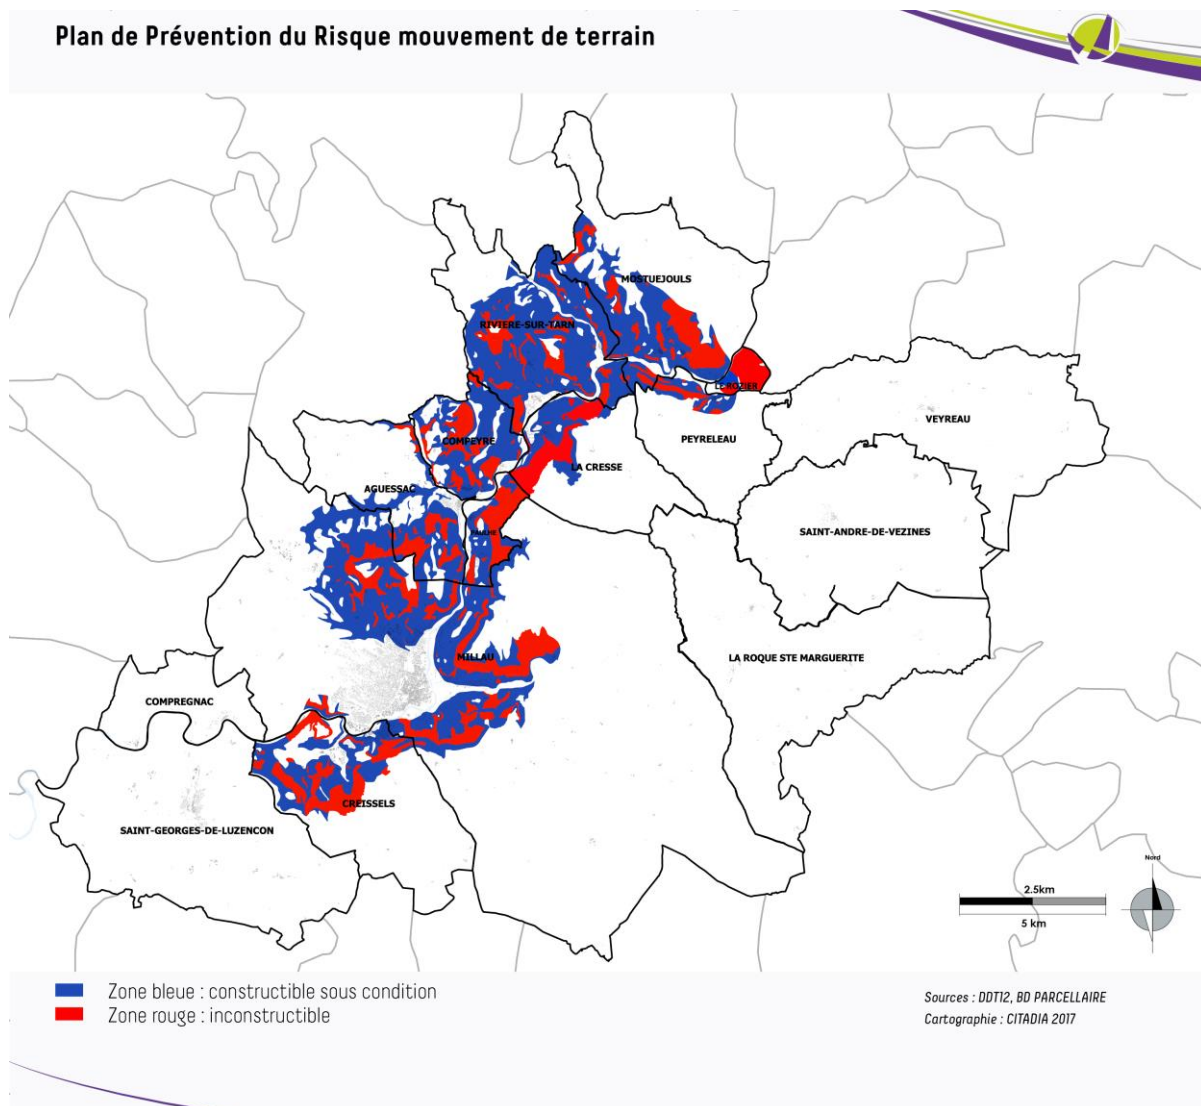 Plan de Prévention du Risque mouvement de terrain
MOSTUEJOULS
RIVIERE-SUR-TARN
LE ROZIER
VEYREAU
PEYRELEAU
COMPEYRE
LA CRESSE
AGUESSAC
PAULHE
SAINT-ANDRE-DE-VEZINES
MILLAU
LA ROQUE STE MARGUERITE
COMPREGNAC
CREISSELS
SAINT-GEORGES-DE-LUZENCON
Nord
2.5km
5 km
Zone bleue : constructible sous condition
Zone rouge : inconstructible
Sources : DDT12, BD PARCELLAIRE
Cartographie : CITADIA 2017